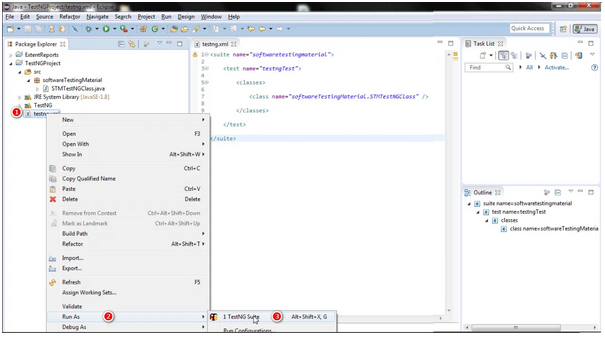 Java - TestNGProject/testng.xml - Eclipse
File Edit Source Refactor Navigate Search Project Run Design Window Help
Quick Access
Java
Package Explorer
ExtentReports
TestNGProject
src
softwareTestingMaterial
STMTestNGClass.java
JRE System Library [JavaSE-1.8]
TestNG
1
New
Open F3
Open With
Show In Alt+Shift+W
Copy Ctrl+C
Copy Qualified Name
Paste Ctrl+V
Delete Delete
Remove from Context Ctrl+Alt+Shift+Down
Mark as Landmark Ctrl+Alt+Shift+Up
Build Path
Refactor Alt+Shift+T
Import...
Export...
Refresh F5
Assign Working Sets...
Validate
Run As 2
Debug As
1 TestNG Suite 3 Alt+Shift+X, G
Run Configurations...
testng.xml
<suite name="softwaretestingmaterial">
<test name="testngTest">
<classes>
<class name="softwareTestingMaterial.STMTestNGClass" />
</classes>
</test>
</suite>
Task List
Find All Activate...
Outline
suite name=softwaretestingmaterial
test name=testngTest
classes
class name=softwareTestingMateria